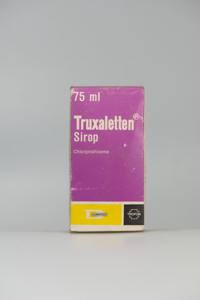 75 ml
Truxaletten®
Sirop
Chlorprothixene